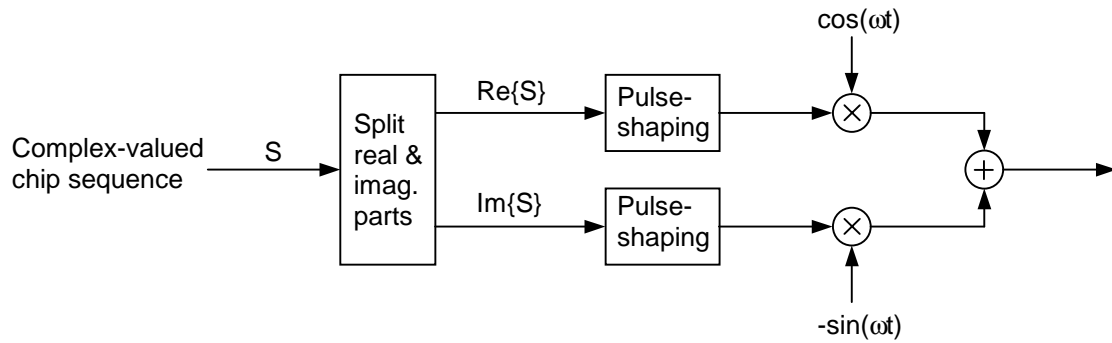 cos(ωt)
Complex-valued
chip sequence
S
Split
real &
imag.
parts
Re{S}
Pulse-
shaping
Im{S}
Pulse-
shaping
-sin(ωt)